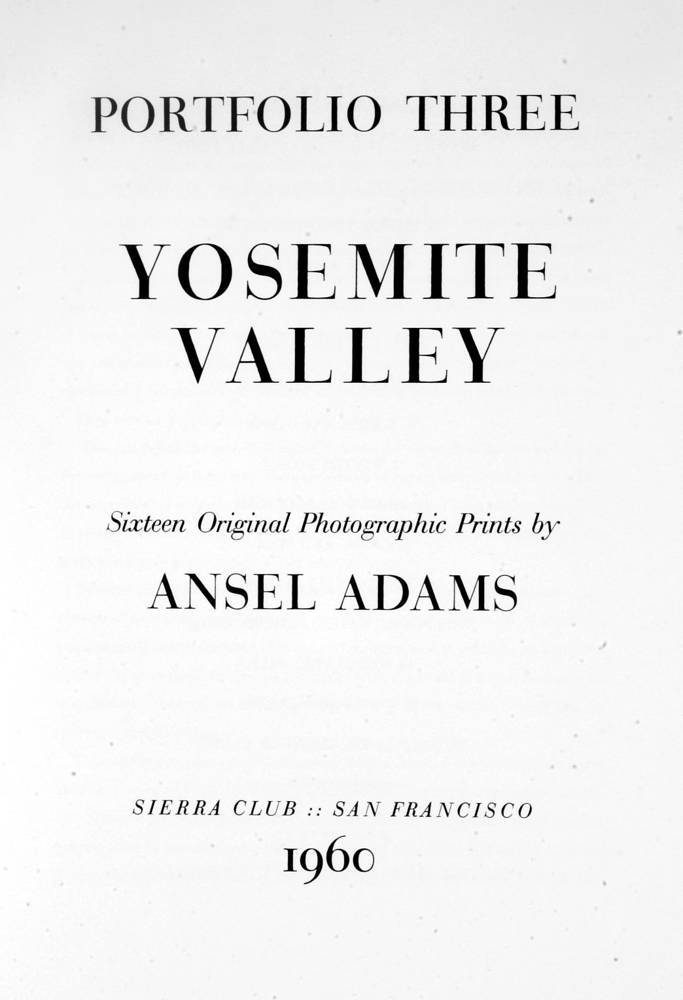 PORTFOLIO THREE
YOSEMITE
VALLEY
Sixteen Original Photographic Prints by
ANSEL ADAMS
SIERRA CLUB :: SAN FRANCISCO
1960